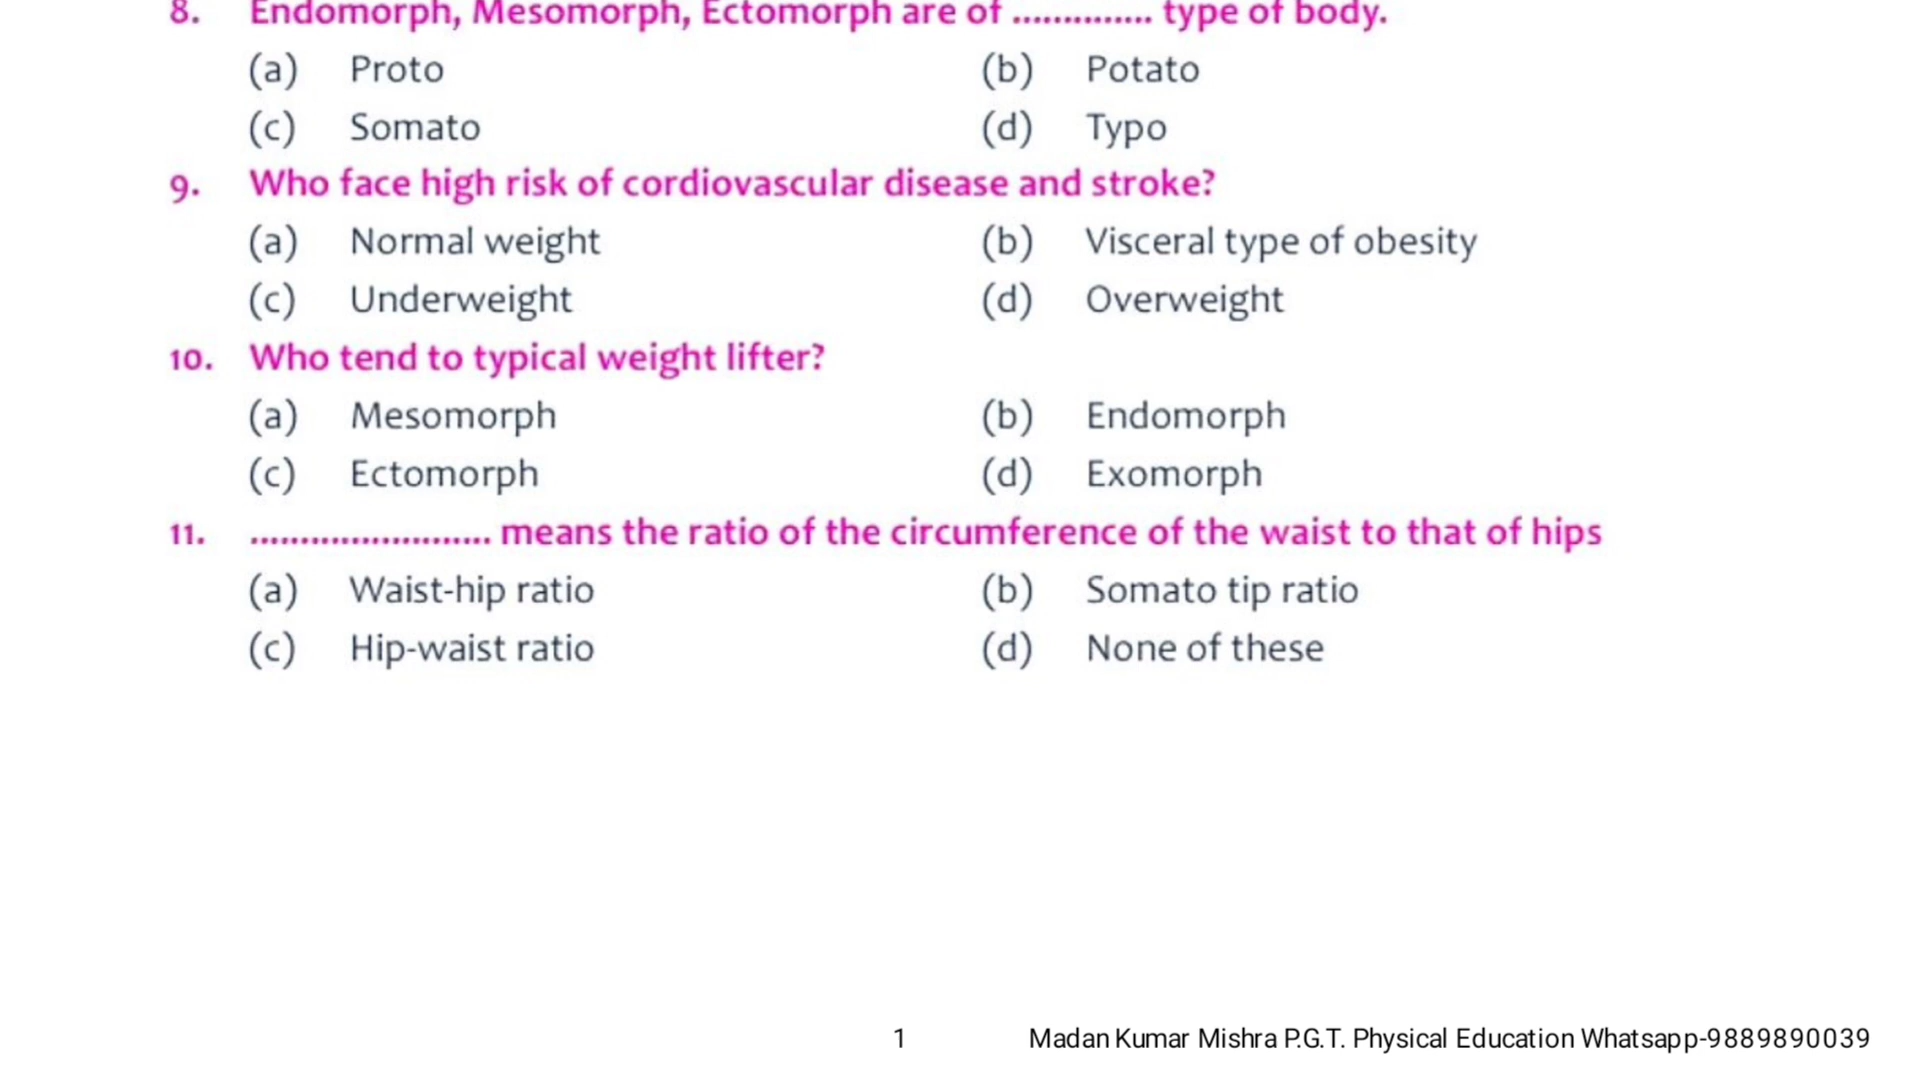 8. Endomorph, Mesomorph, Ectomorph are of .............. type of body.
(a) Proto (b) Potato
(c) Somato (d) Typo
9. Who face high risk of cordiovascular disease and stroke?
(a) Normal weight (b) Visceral type of obesity
(c) Underweight (d) Overweight
10. Who tend to typical weight lifter?
(a) Mesomorph (b) Endomorph
(c) Ectomorph (d) Exomorph
11. ........................ means the ratio of the circumference of the waist to that of hips
(a) Waist-hip ratio (b) Somato tip ratio
(c) Hip-waist ratio (d) None of these
1 Madan Kumar Mishra P.G.T. Physical Education Whatsapp-9889890039